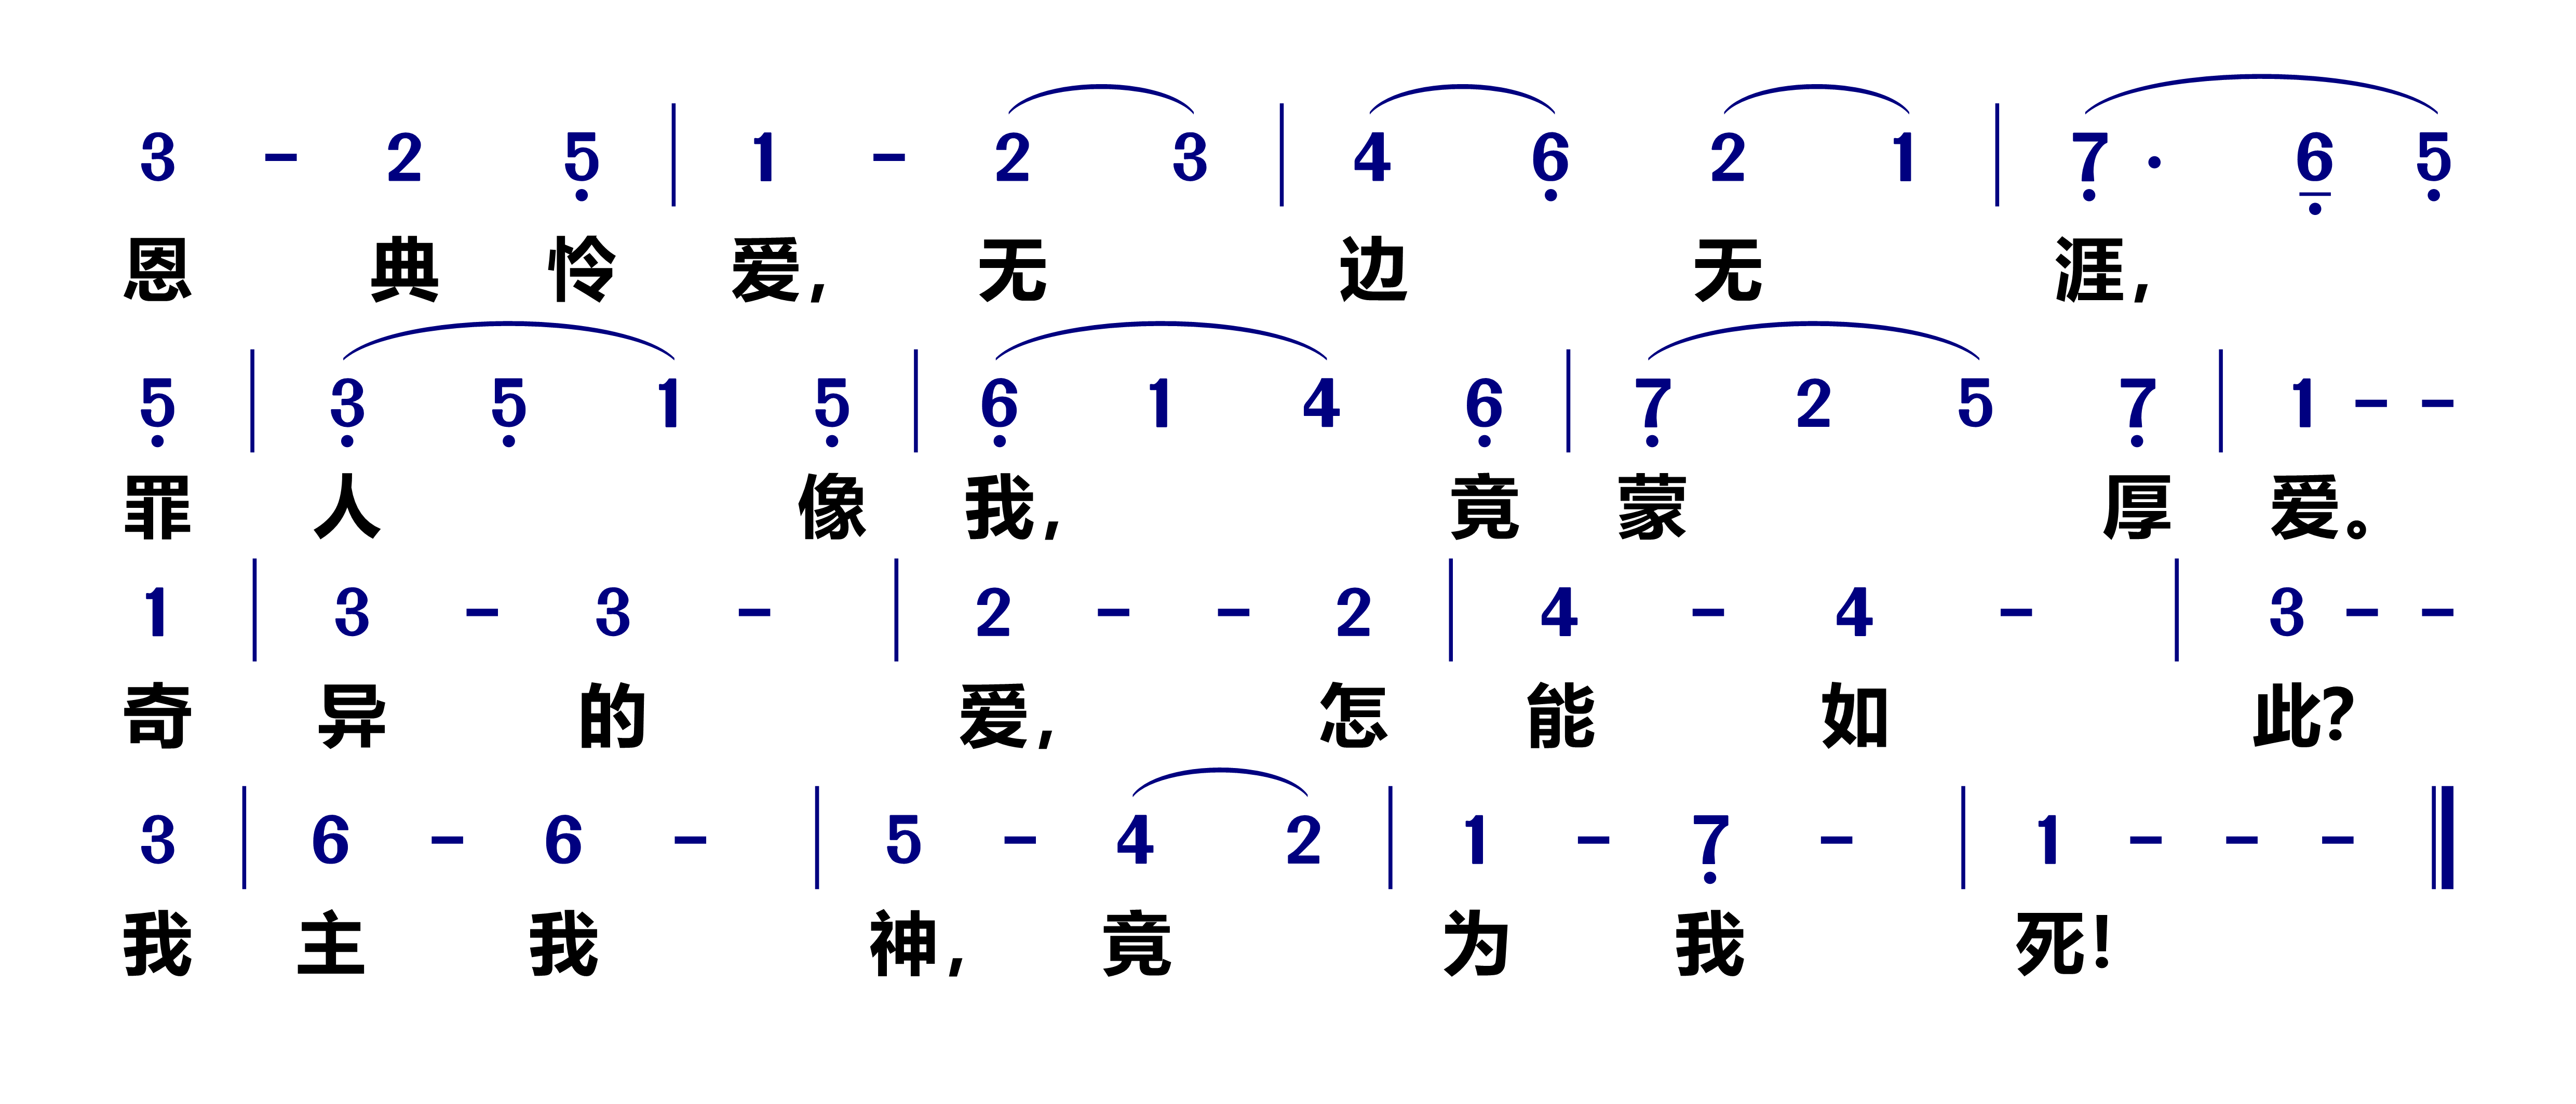 3 - 2 5̣ | 1 - 2 3 | 4 6̣ 2 1 | 7̣ · 6̣ 5̣
恩 典 怜 爱， 无 边 无 涯，
5̣ | 3̣ 5̣ 1 5̣ | 6̣ 1 4 6̣ | 7̣ 2 5 7̣ | 1 - -
罪 人 像 我， 竟 蒙 厚 爱。
1 | 3 - 3 - | 2 - - 2 | 4 - 4 - | 3 - -
奇 异 的 爱， 怎 能 如 此？
3 | 6 - 6 - | 5 - 4 2 | 1 - 7̣ - | 1 - - - ‖
我 主 我 神， 竟 为 我 死！